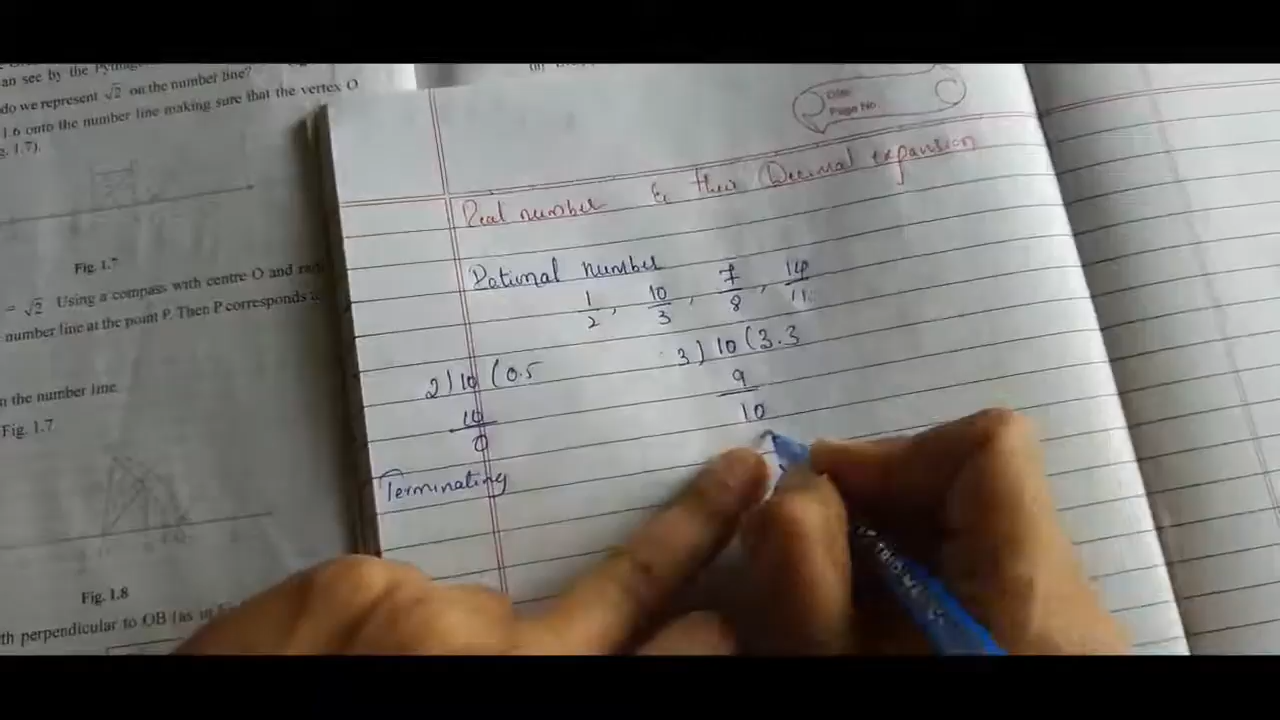 an see by the
do we represent √2 on the number line?
1.6 onto the number line making sure that the vertex O
g. 1.7).
Fig. 1.7
= √2 Using a compass with centre O and
number line at the point P. Then P corresponds
n the number line.
Fig. 1.7
Fig. 1.8
th perpendicular to OB (as in
Date
Page No.
Real number & their Decimal expansion
Rational number
1/2, 10/3, 7/8, 14/11
2)10(0.5
10
0
Terminating
3)10(3.3
9
10